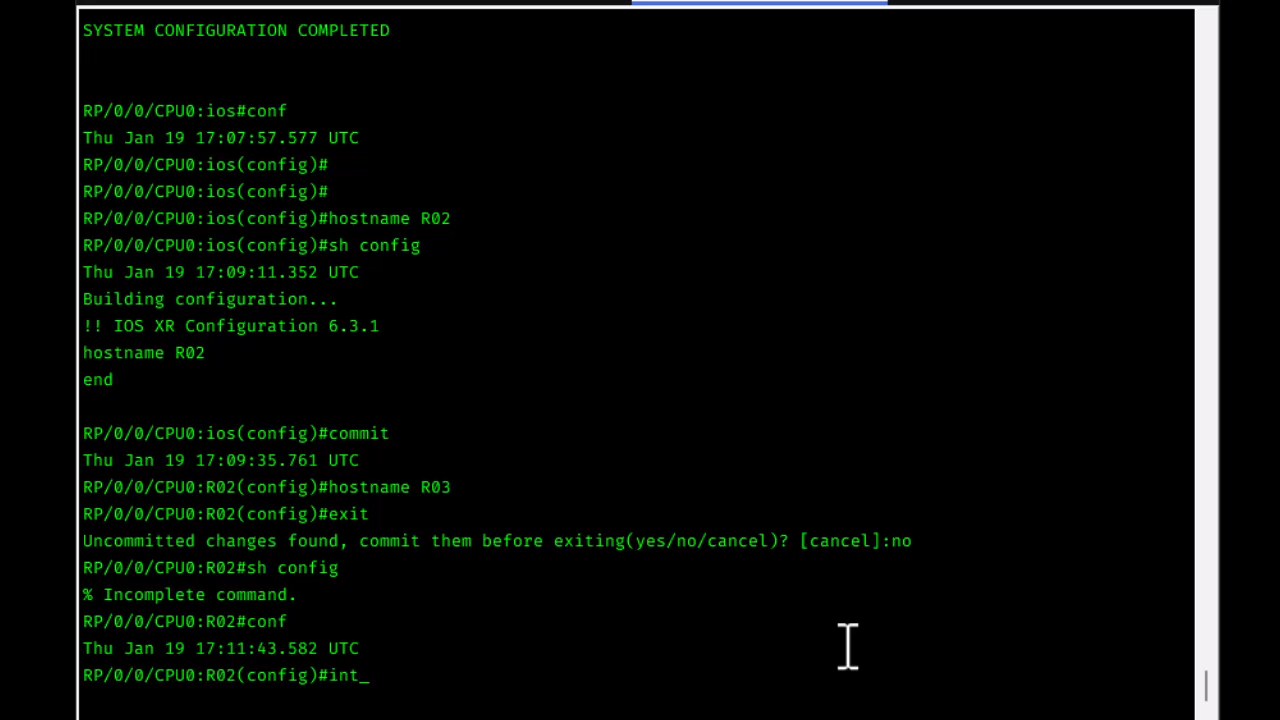 SYSTEM CONFIGURATION COMPLETED
RP/0/0/CPU0:ios#conf
Thu Jan 19 17:07:57.577 UTC
RP/0/0/CPU0:ios(config)#
RP/0/0/CPU0:ios(config)#
RP/0/0/CPU0:ios(config)#hostname R02
RP/0/0/CPU0:ios(config)#sh config
Thu Jan 19 17:09:11.352 UTC
Building configuration...
!! IOS XR Configuration 6.3.1
hostname R02
end
RP/0/0/CPU0:ios(config)#commit
Thu Jan 19 17:09:35.761 UTC
RP/0/0/CPU0:R02(config)#hostname R03
RP/0/0/CPU0:R02(config)#exit
Uncommitted changes found, commit them before exiting(yes/no/cancel)? [cancel]:no
RP/0/0/CPU0:R02#sh config
% Incomplete command.
RP/0/0/CPU0:R02#conf
Thu Jan 19 17:11:43.582 UTC
RP/0/0/CPU0:R02(config)#int_